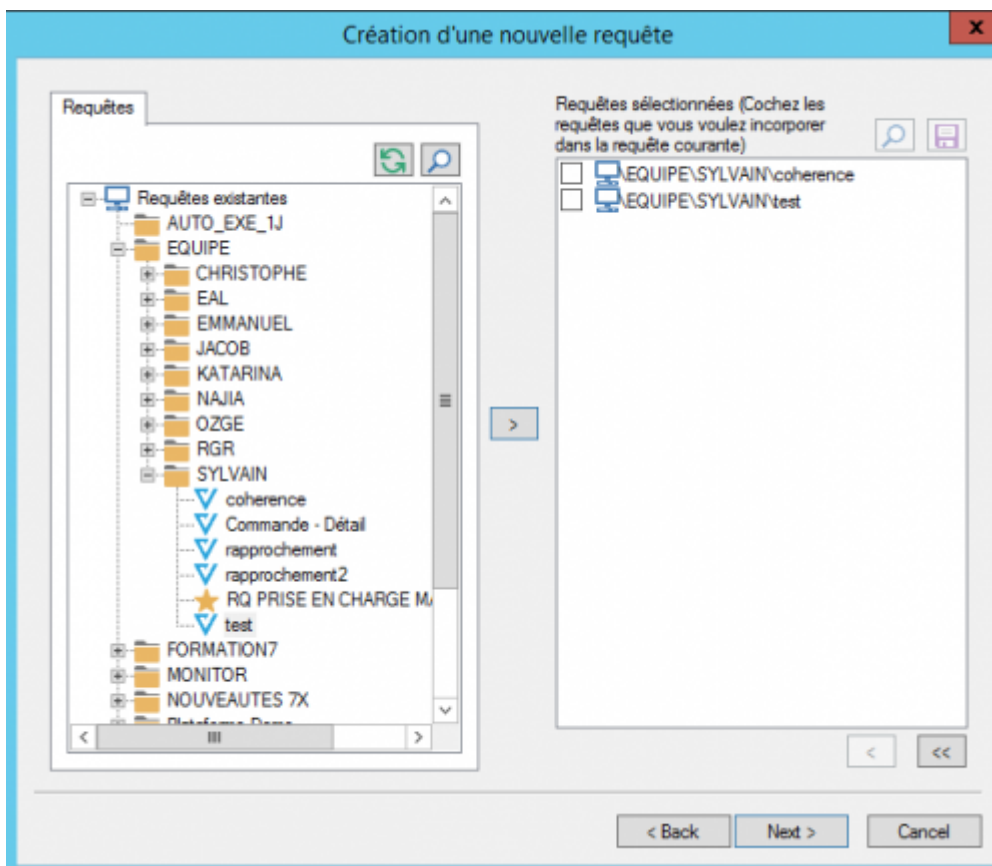 Création d'une nouvelle requête
x
Requêtes
Requêtes existantes
AUTO_EXE_1J
EQUIPE
CHRISTOPHE
EAL
EMMANUEL
JACOB
KATARINA
NAJIA
OZGE
RGR
SYLVAIN
coherence
Commande - Détail
rapprochement
rapprochement2
RQ PRISE EN CHARGE
test
FORMATION7
MONITOR
NOUVEAUTES 7X
>
Requêtes sélectionnées (Cochez les
requêtes que vous voulez incorporer
dans la requête courante)
\EQUIPE\SYLVAIN\coherence
\EQUIPE\SYLVAIN\test
<
<<
< Back
Next >
Cancel